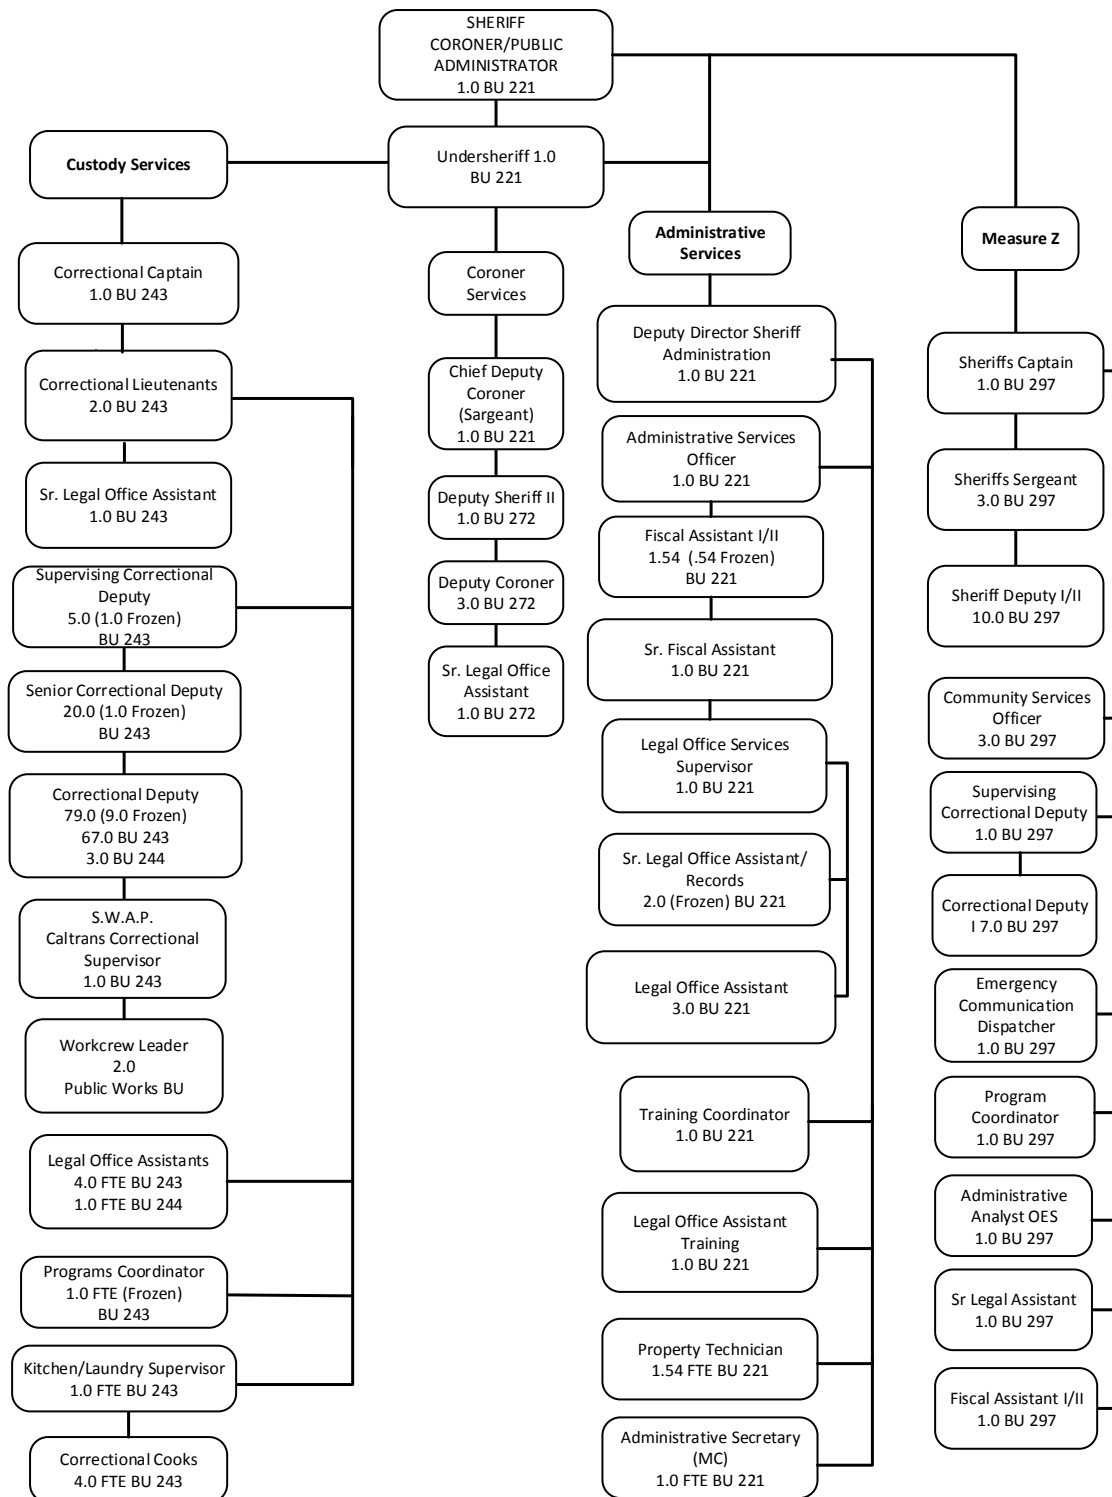 SHERIFF
CORONER/PUBLIC
ADMINISTRATOR
1.0 BU 221
Undersheriff 1.0
BU 221
Custody Services
Correctional Captain
1.0 BU 243
Correctional Lieutenants
2.0 BU 243
Sr. Legal Office Assistant
1.0 BU 243
Supervising Correctional
Deputy
5.0 (1.0 Frozen)
BU 243
Senior Correctional Deputy
20.0 (1.0 Frozen)
BU 243
Correctional Deputy
79.0 (9.0 Frozen)
67.0 BU 243
3.0 BU 244
S.W.A.P.
Caltrans Correctional
Supervisor
1.0 BU 243
Workcrew Leader
2.0
Public Works BU
Legal Office Assistants
4.0 FTE BU 243
1.0 FTE BU 244
Programs Coordinator
1.0 FTE (Frozen)
BU 243
Kitchen/Laundry Supervisor
1.0 FTE BU 243
Correctional Cooks
4.0 FTE BU 243
Coroner
Services
Chief Deputy
Coroner
(Sargeant)
1.0 BU 221
Deputy Sheriff II
1.0 BU 272
Deputy Coroner
3.0 BU 272
Sr. Legal Office
Assistant
1.0 BU 272
Administrative
Services
Deputy Director Sheriff
Administration
1.0 BU 221
Administrative Services
Officer
1.0 BU 221
Fiscal Assistant I/II
1.54 (.54 Frozen)
BU 221
Sr. Fiscal Assistant
1.0 BU 221
Legal Office Services
Supervisor
1.0 BU 221
Sr. Legal Office Assistant/
Records
2.0 (Frozen) BU 221
Legal Office Assistant
3.0 BU 221
Training Coordinator
1.0 BU 221
Legal Office Assistant
Training
1.0 BU 221
Property Technician
1.54 FTE BU 221
Administrative Secretary
(MC)
1.0 FTE BU 221
Measure Z
Sheriffs Captain
1.0 BU 297
Sheriffs Sergeant
3.0 BU 297
Sheriff Deputy I/II
10.0 BU 297
Community Services
Officer
3.0 BU 297
Supervising
Correctional Deputy
1.0 BU 297
Correctional Deputy
I 7.0 BU 297
Emergency
Communication
Dispatcher
1.0 BU 297
Program
Coordinator
1.0 BU 297
Administrative
Analyst OES
1.0 BU 297
Sr Legal Assistant
1.0 BU 297
Fiscal Assistant I/II
1.0 BU 297